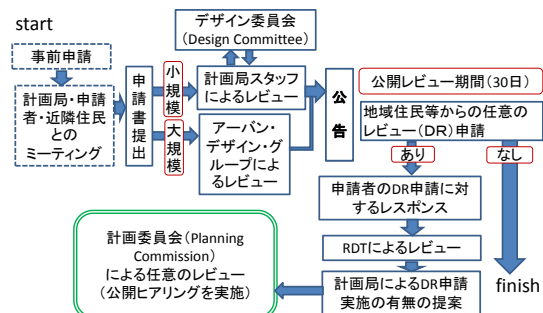 start
事前申請
計画局・申請
者・近隣住民
との
ミーティング
申請書提出
小規模
大規模
デザイン委員会
（Design Committee）
計画局スタッフ
によるレビュー
アーバン・
デザイン・グ
ループによ
るレビュー
公告
公開レビュー期間（30日）
地域住民等からの任意の
レビュー（DR）申請
あり
なし
申請者のDR申請に対
するレスポンス
RDTによるレビュー
計画局によるDR申請
実施の有無の提案
finish
計画委員会（Planning
Commission）
による任意のレビュー
（公開ヒアリングを実施）